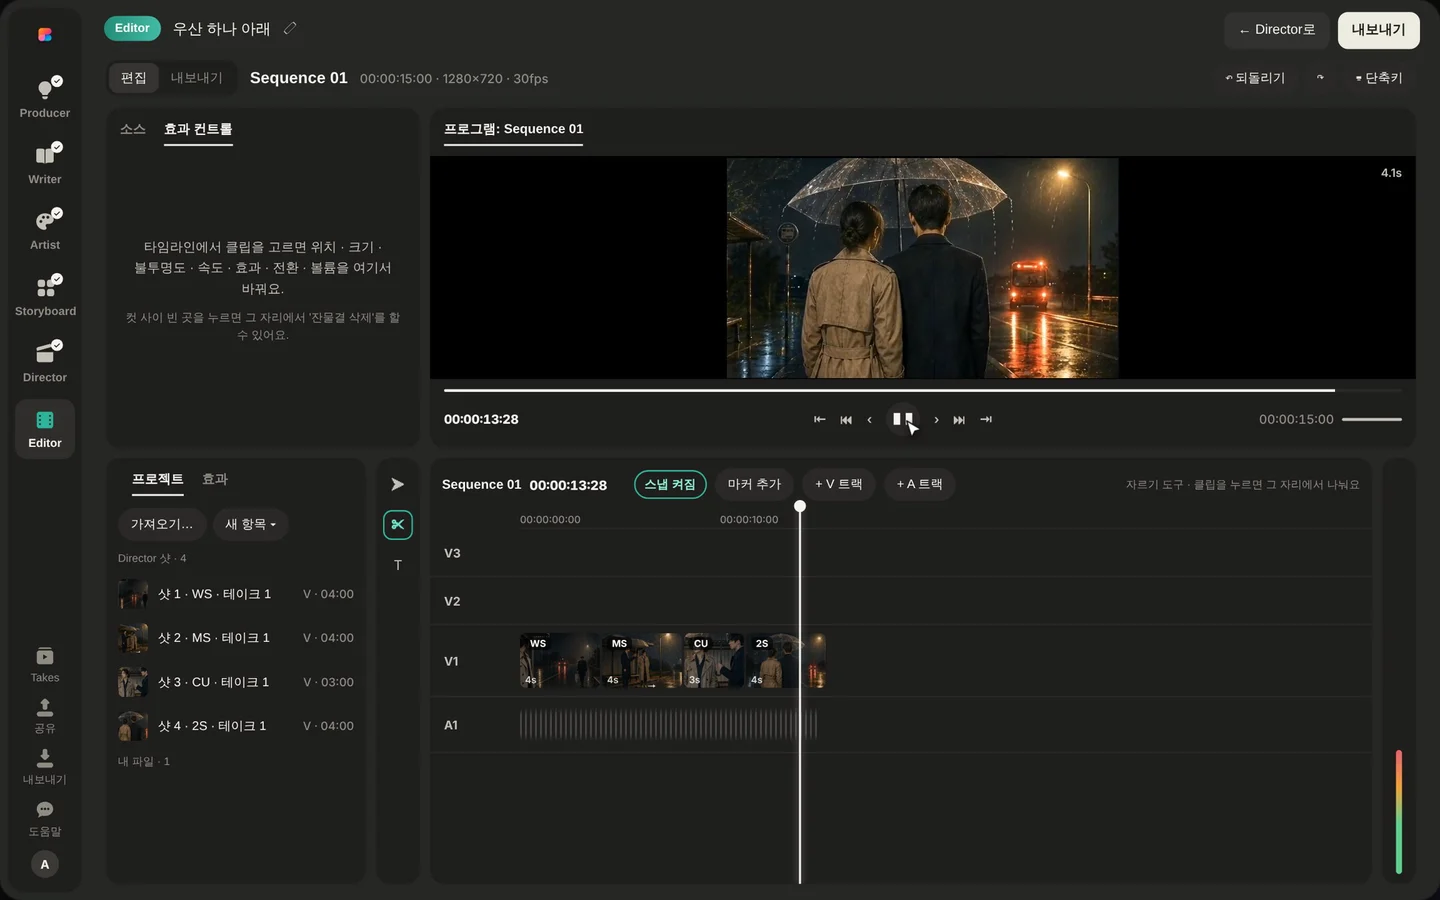 Editor
우산 하나 아래
← Director로
내보내기
편집
내보내기
Sequence 01
00:00:15:00 · 1280×720 · 30fps
되돌리기
단축키
Producer
Writer
Artist
Storyboard
Director
Editor
Takes
공유
내보내기
도움말
A
소스
효과 컨트롤
타임라인에서 클립을 고르면 위치 · 크기 ·
불투명도 · 속도 · 효과 · 전환 · 볼륨을 여기서
바꿔요.
컷 사이 빈 곳을 누르면 그 자리에서 '잔물결 삭제'를 할
수 있어요.
프로그램: Sequence 01
4.1s
00:00:13:28
00:00:15:00
프로젝트
효과
가져오기...
새 항목
Director 샷 · 4
샷 1 · WS · 테이크 1
V · 04:00
샷 2 · MS · 테이크 1
V · 04:00
샷 3 · CU · 테이크 1
V · 03:00
샷 4 · 2S · 테이크 1
V · 04:00
내 파일 · 1
T
Sequence 01
00:00:13:28
스냅 켜짐
마커 추가
+ V 트랙
+ A 트랙
자르기 도구 · 클립을 누르면 그 자리에서 나눠요
00:00:00:00
00:00:10:00
V3
V2
V1
WS
MS
CU
2S
4s
4s
3s
4s
A1